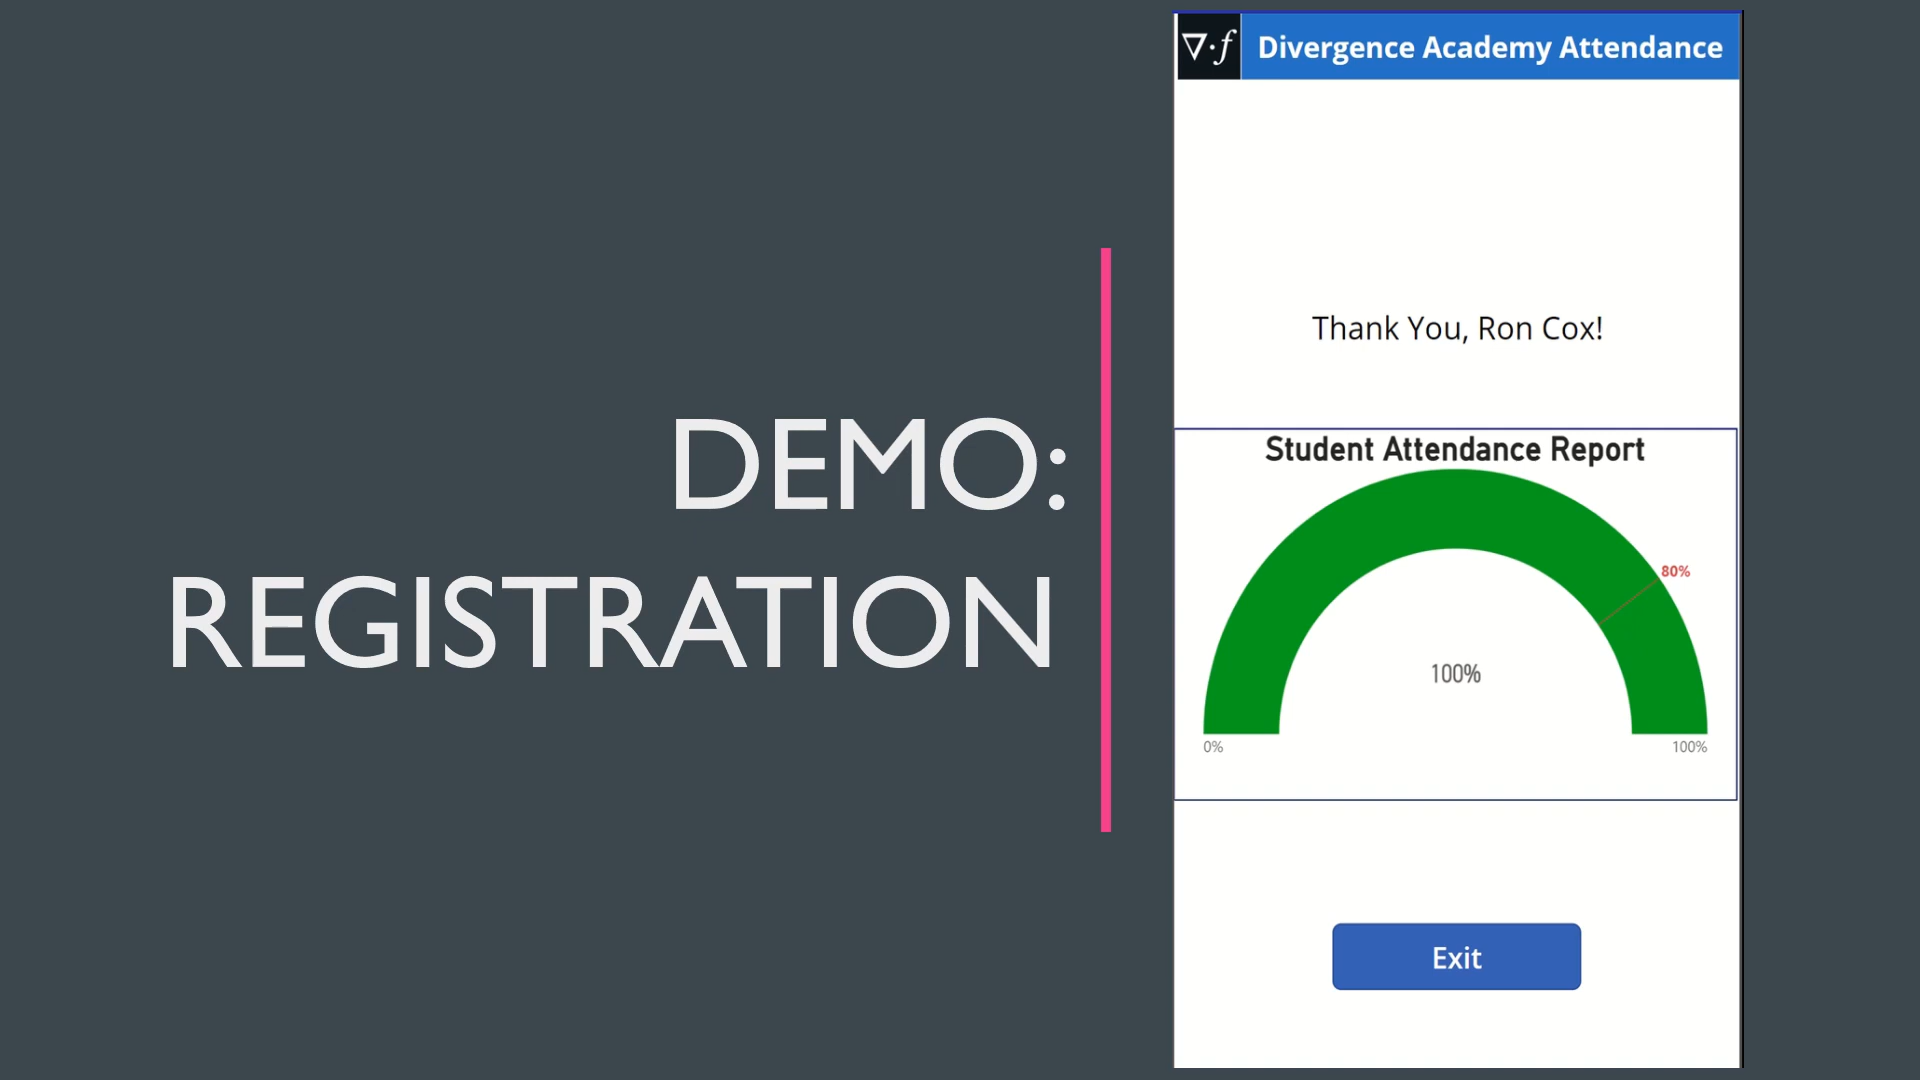 DEMO:
REGISTRATION
∇·f
Divergence Academy Attendance
Thank You, Ron Cox!
Student Attendance Report
80%
100%
0%
100%
Exit